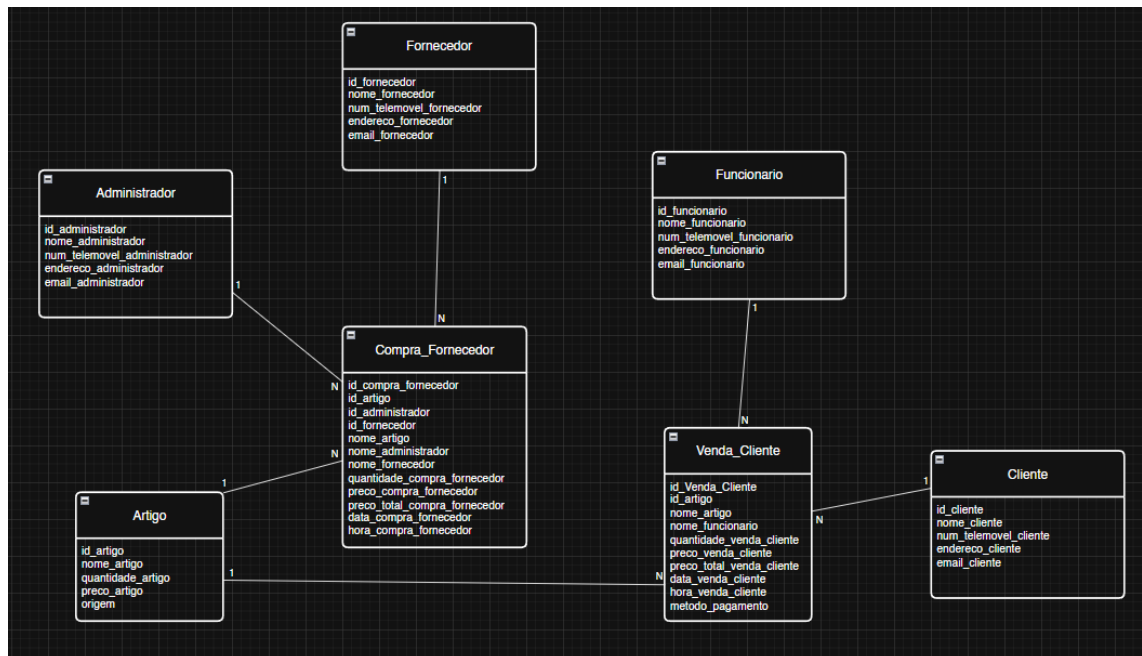 Fornecedor
id_fornecedor
nome_fornecedor
num_telemovel_fornecedor
endereco_fornecedor
email_fornecedor
1
Administrador
id_administrador
nome_administrador
num_telemovel_administrador
endereco_administrador
email_administrador
1
Funcionario
id_funcionario
nome_funcionario
num_telemovel_funcionario
endereco_funcionario
email_funcionario
1
N
Compra_Fornecedor
N
id_compra_fornecedor
id_artigo
id_administrador
id_fornecedor
nome_artigo
nome_administrador
N
nome_fornecedor
quantidade_compra_fornecedor
preco_compra_fornecedor
preco_total_compra_fornecedor
data_compra_fornecedor
hora_compra_fornecedor
1
Artigo
id_artigo
nome_artigo
quantidade_artigo
preco_artigo
origem
1
N
Venda_Cliente
id_Venda_Cliente
id_artigo
nome_artigo
nome_funcionario
quantidade_venda_cliente
preco_venda_cliente
preco_total_venda_cliente
data_venda_cliente
hora_venda_cliente
metodo_pagamento
N
N
1
Cliente
id_cliente
nome_cliente
num_telemovel_cliente
endereco_cliente
email_cliente